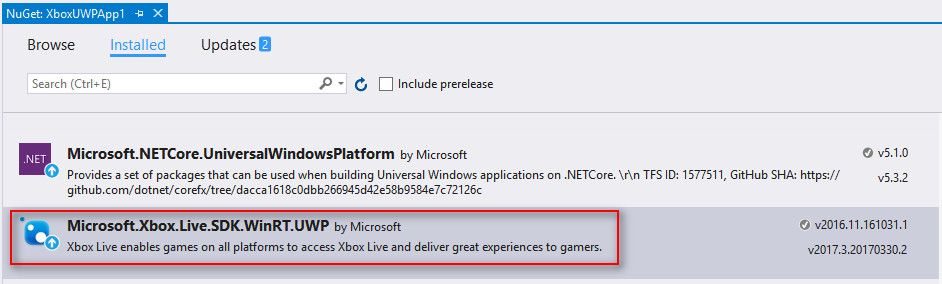 NuGet: XboxUWPApp1
Browse Installed Updates 2
Search (Ctrl+E) Include prerelease
.NET
Microsoft.NETCore.UniversalWindowsPlatform by Microsoft v5.1.0
Provides a set of packages that can be used when building Universal Windows applications on .NETCore. \r\n TFS ID: 1577511, GitHub SHA: https:// v5.3.2
github.com/dotnet/corefx/tree/dacca1618c0dbb266945d42e58b9584e7c72126c
Microsoft.Xbox.Live.SDK.WinRT.UWP by Microsoft v2016.11.161031.1
Xbox Live enables games on all platforms to access Xbox Live and deliver great experiences to gamers. v2017.3.20170330.2